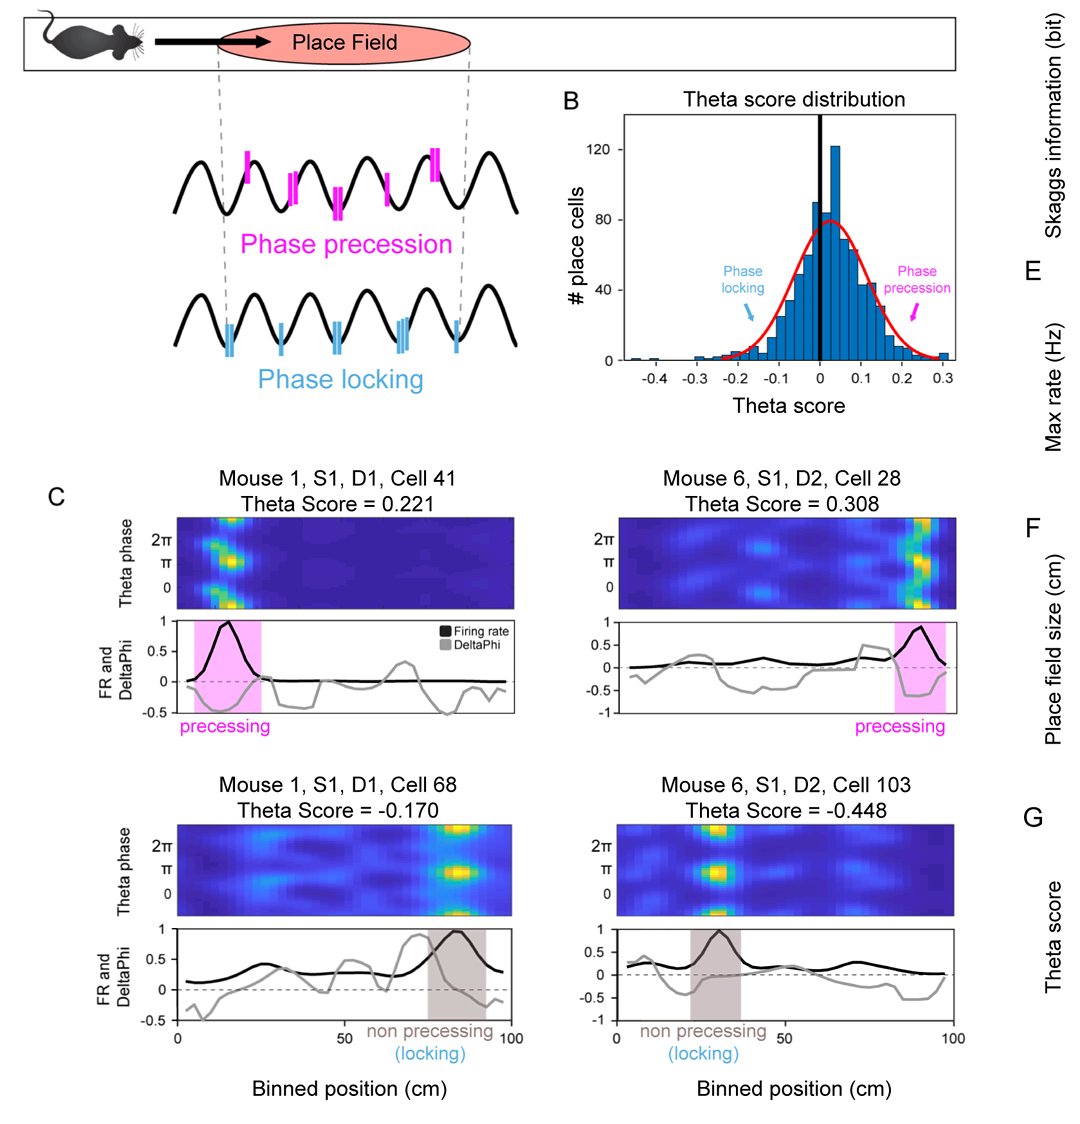 Place Field
Phase precession
Phase locking
B
Theta score distribution
# place cells
120
80
40
0
Phase
locking
Phase
precession
-0.4
-0.3
-0.2
-0.1
0
0.1
0.2
0.3
Theta score
C
Mouse 1, S1, D1, Cell 41
Theta Score = 0.221
Theta phase
2π
π
0
FR and
DeltaPhi
1
0.5
0
-0.5
Firing rate
DeltaPhi
precessing
Mouse 6, S1, D2, Cell 28
Theta Score = 0.308
2π
π
0
1
0.5
0
-0.5
-1
precessing
Mouse 1, S1, D1, Cell 68
Theta Score = -0.170
Theta phase
2π
π
0
FR and
DeltaPhi
1
0.5
0
-0.5
0
50
100
non precessing
(locking)
Binned position (cm)
Mouse 6, S1, D2, Cell 103
Theta Score = -0.448
2π
π
0
1
0.5
0
-0.5
-1
0
50
100
non precessing
(locking)
Binned position (cm)
Skaggs information (bit)
E
Max rate (Hz)
F
Place field size (cm)
G
Theta score